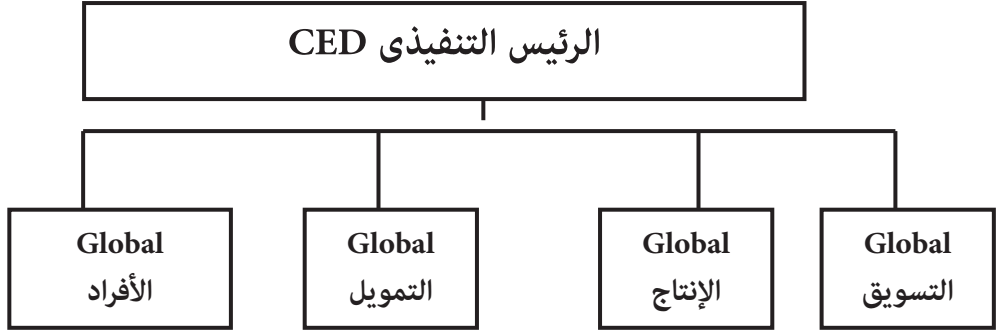 الرئيس التنفيذى CED
Global
التسويق
Global
الإنتاج
Global
التمويل
Global
الأفراد